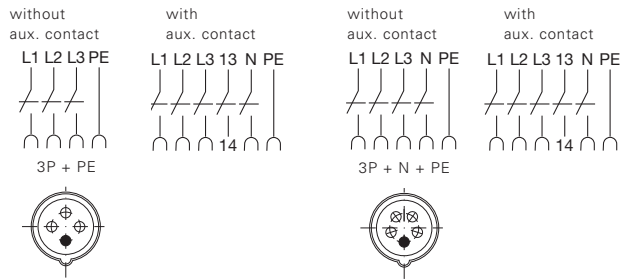 without
aux. contact
L1 L2 L3 PE
3P + PE
with
aux. contact
L1 L2 L3 13 N PE
14
without
aux. contact
L1 L2 L3 N PE
3P + N + PE
with
aux. contact
L1 L2 L3 13 N PE
14